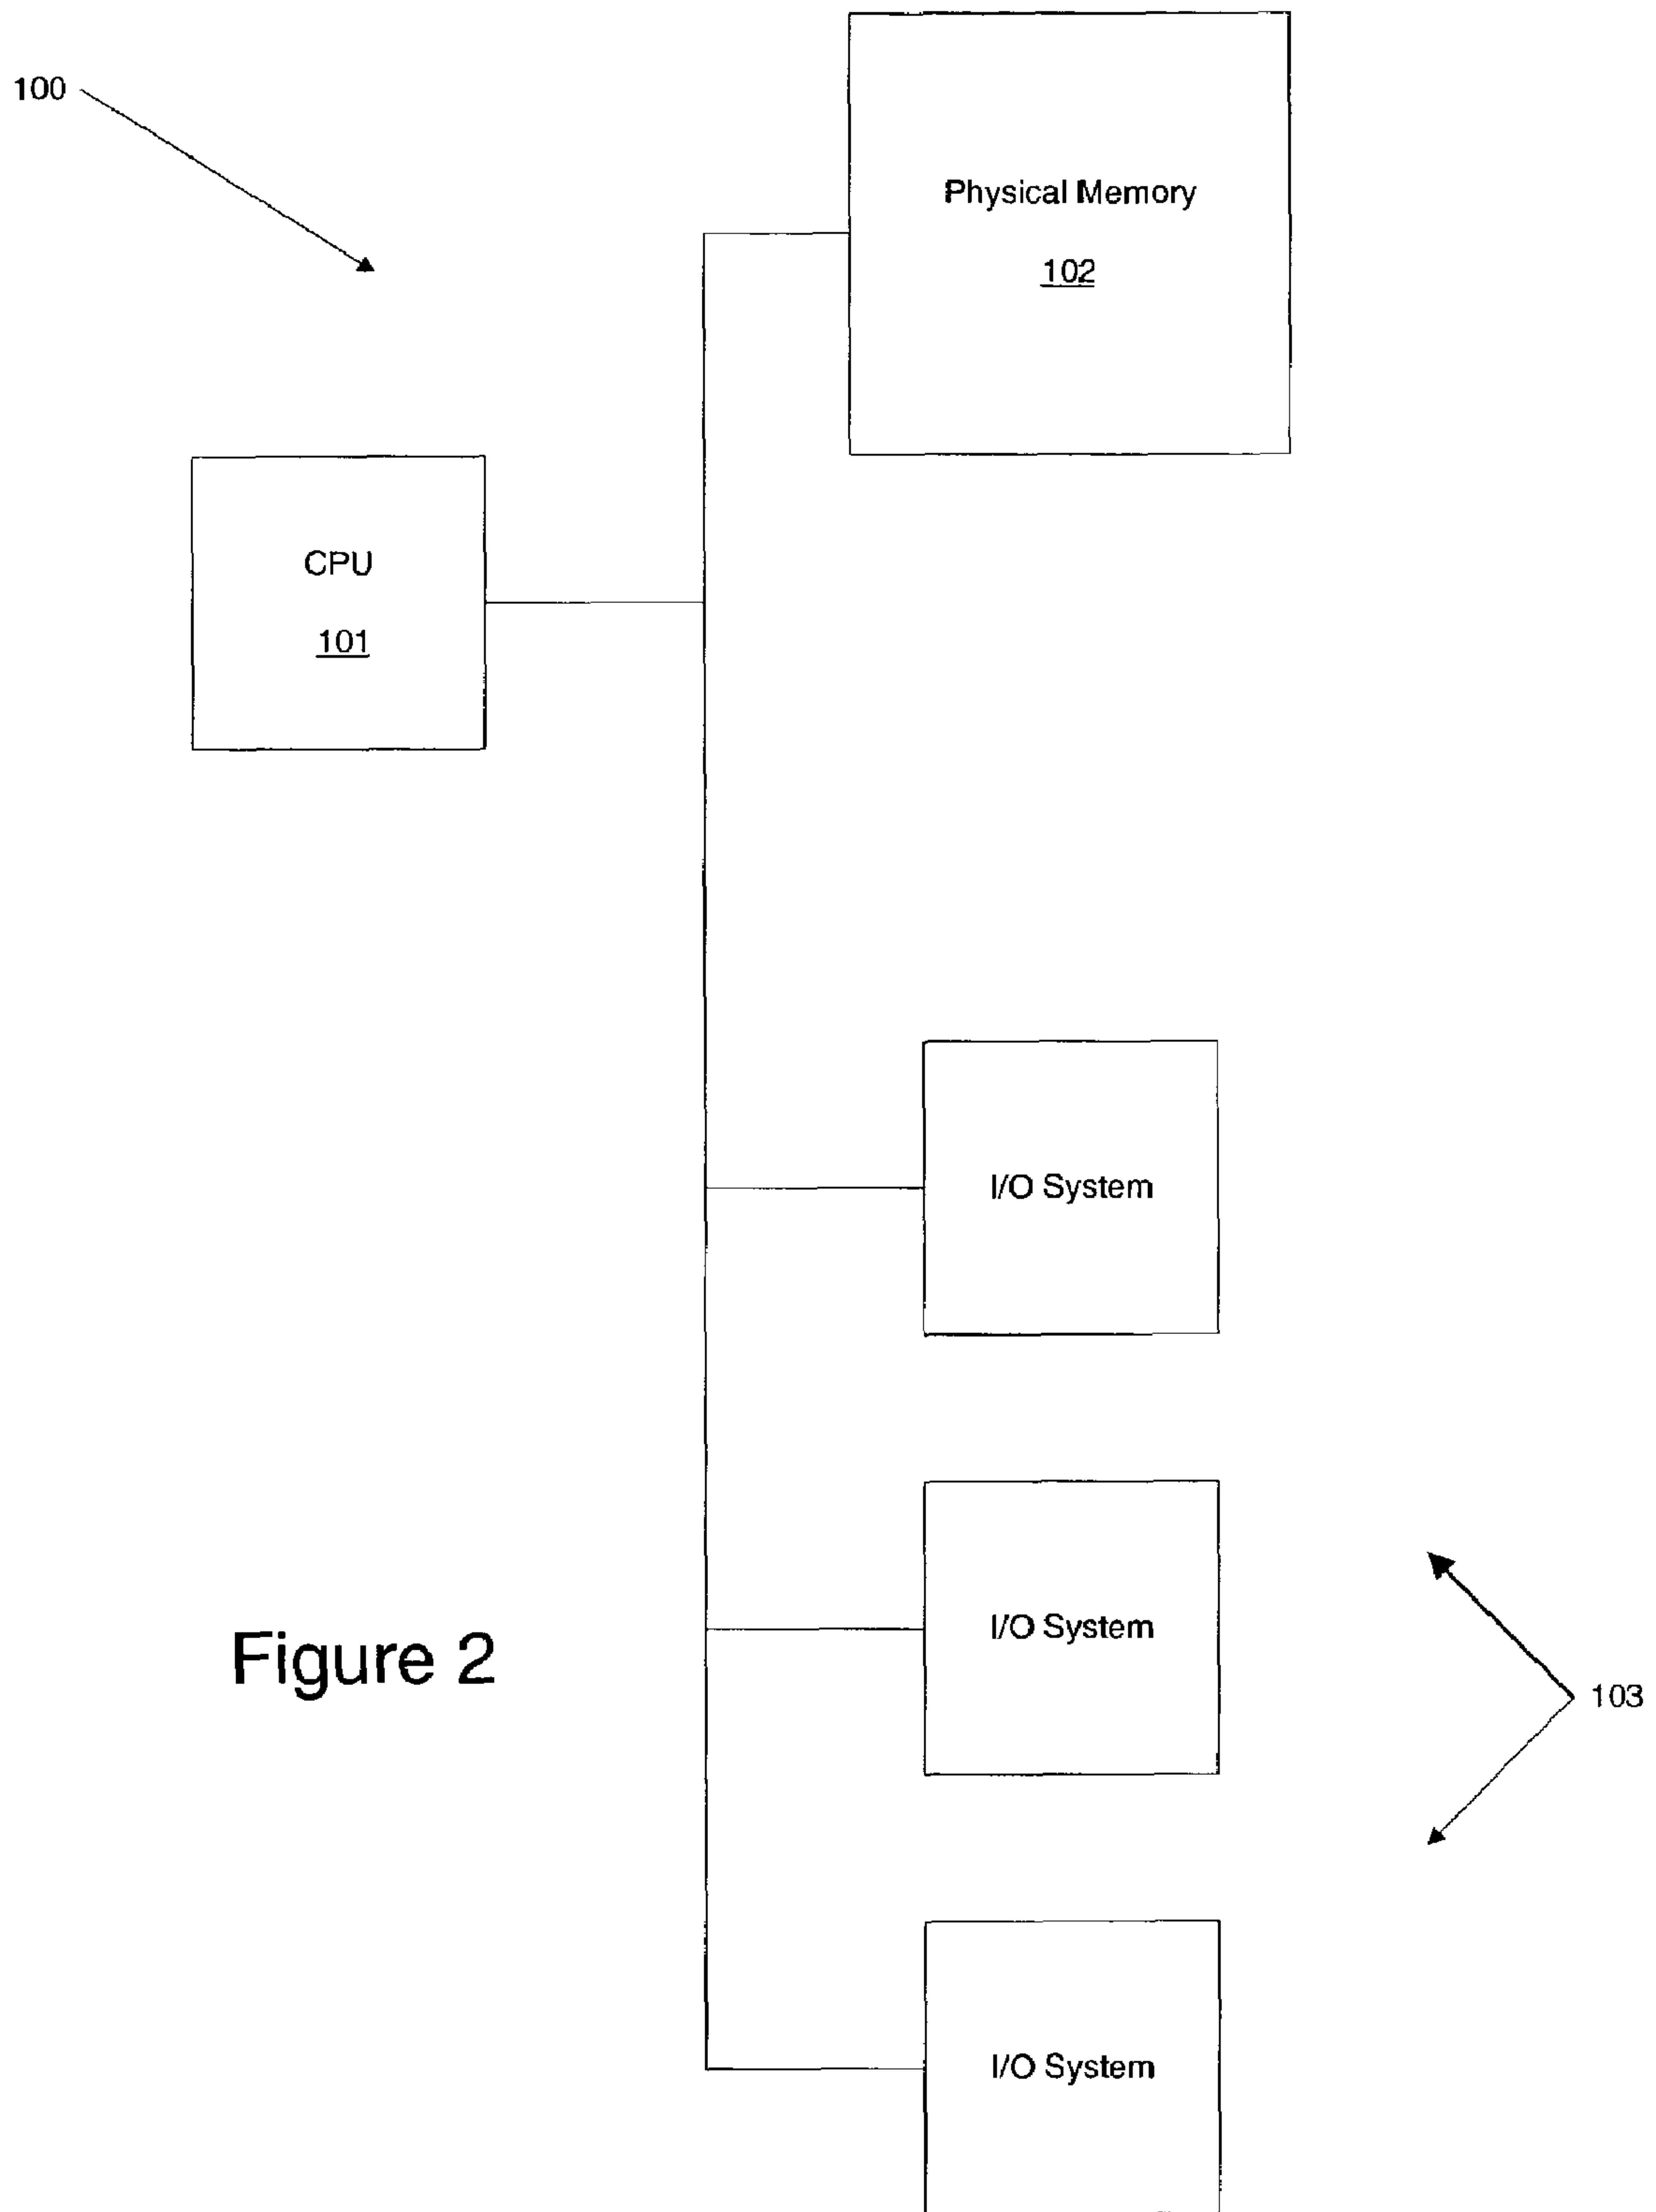 100
Physical Memory
102
CPU
101
I/O System
I/O System
Figure 2
103
I/O System